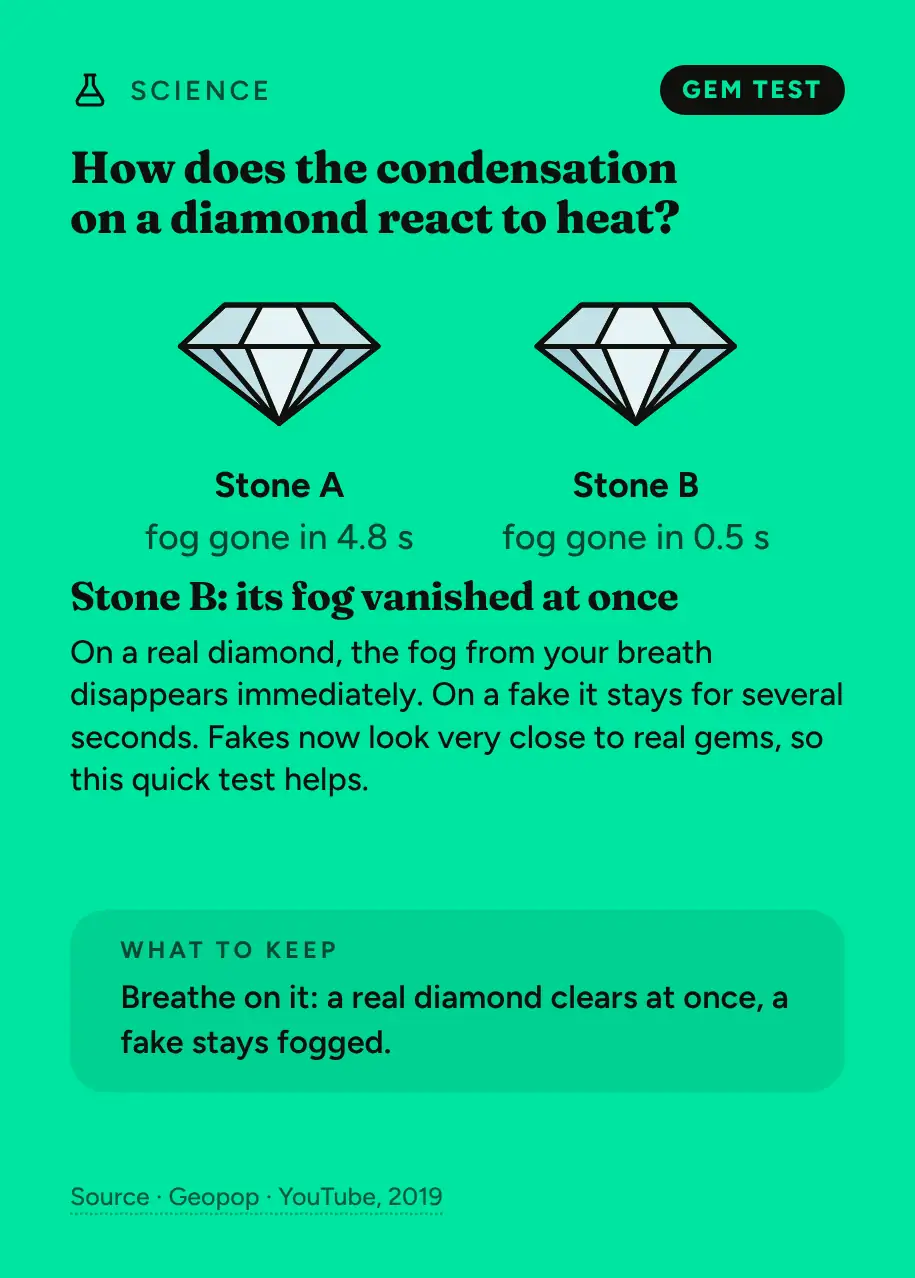 SCIENCE
GEM TEST
How does the condensation
on a diamond react to heat?
Stone A
fog gone in 4.8 s
Stone B
fog gone in 0.5 s
Stone B: its fog vanished at once
On a real diamond, the fog from your breath
disappears immediately. On a fake it stays for several
seconds. Fakes now look very close to real gems, so
this quick test helps.
WHAT TO KEEP
Breathe on it: a real diamond clears at once, a
fake stays fogged.
Source · Geopop · YouTube, 2019